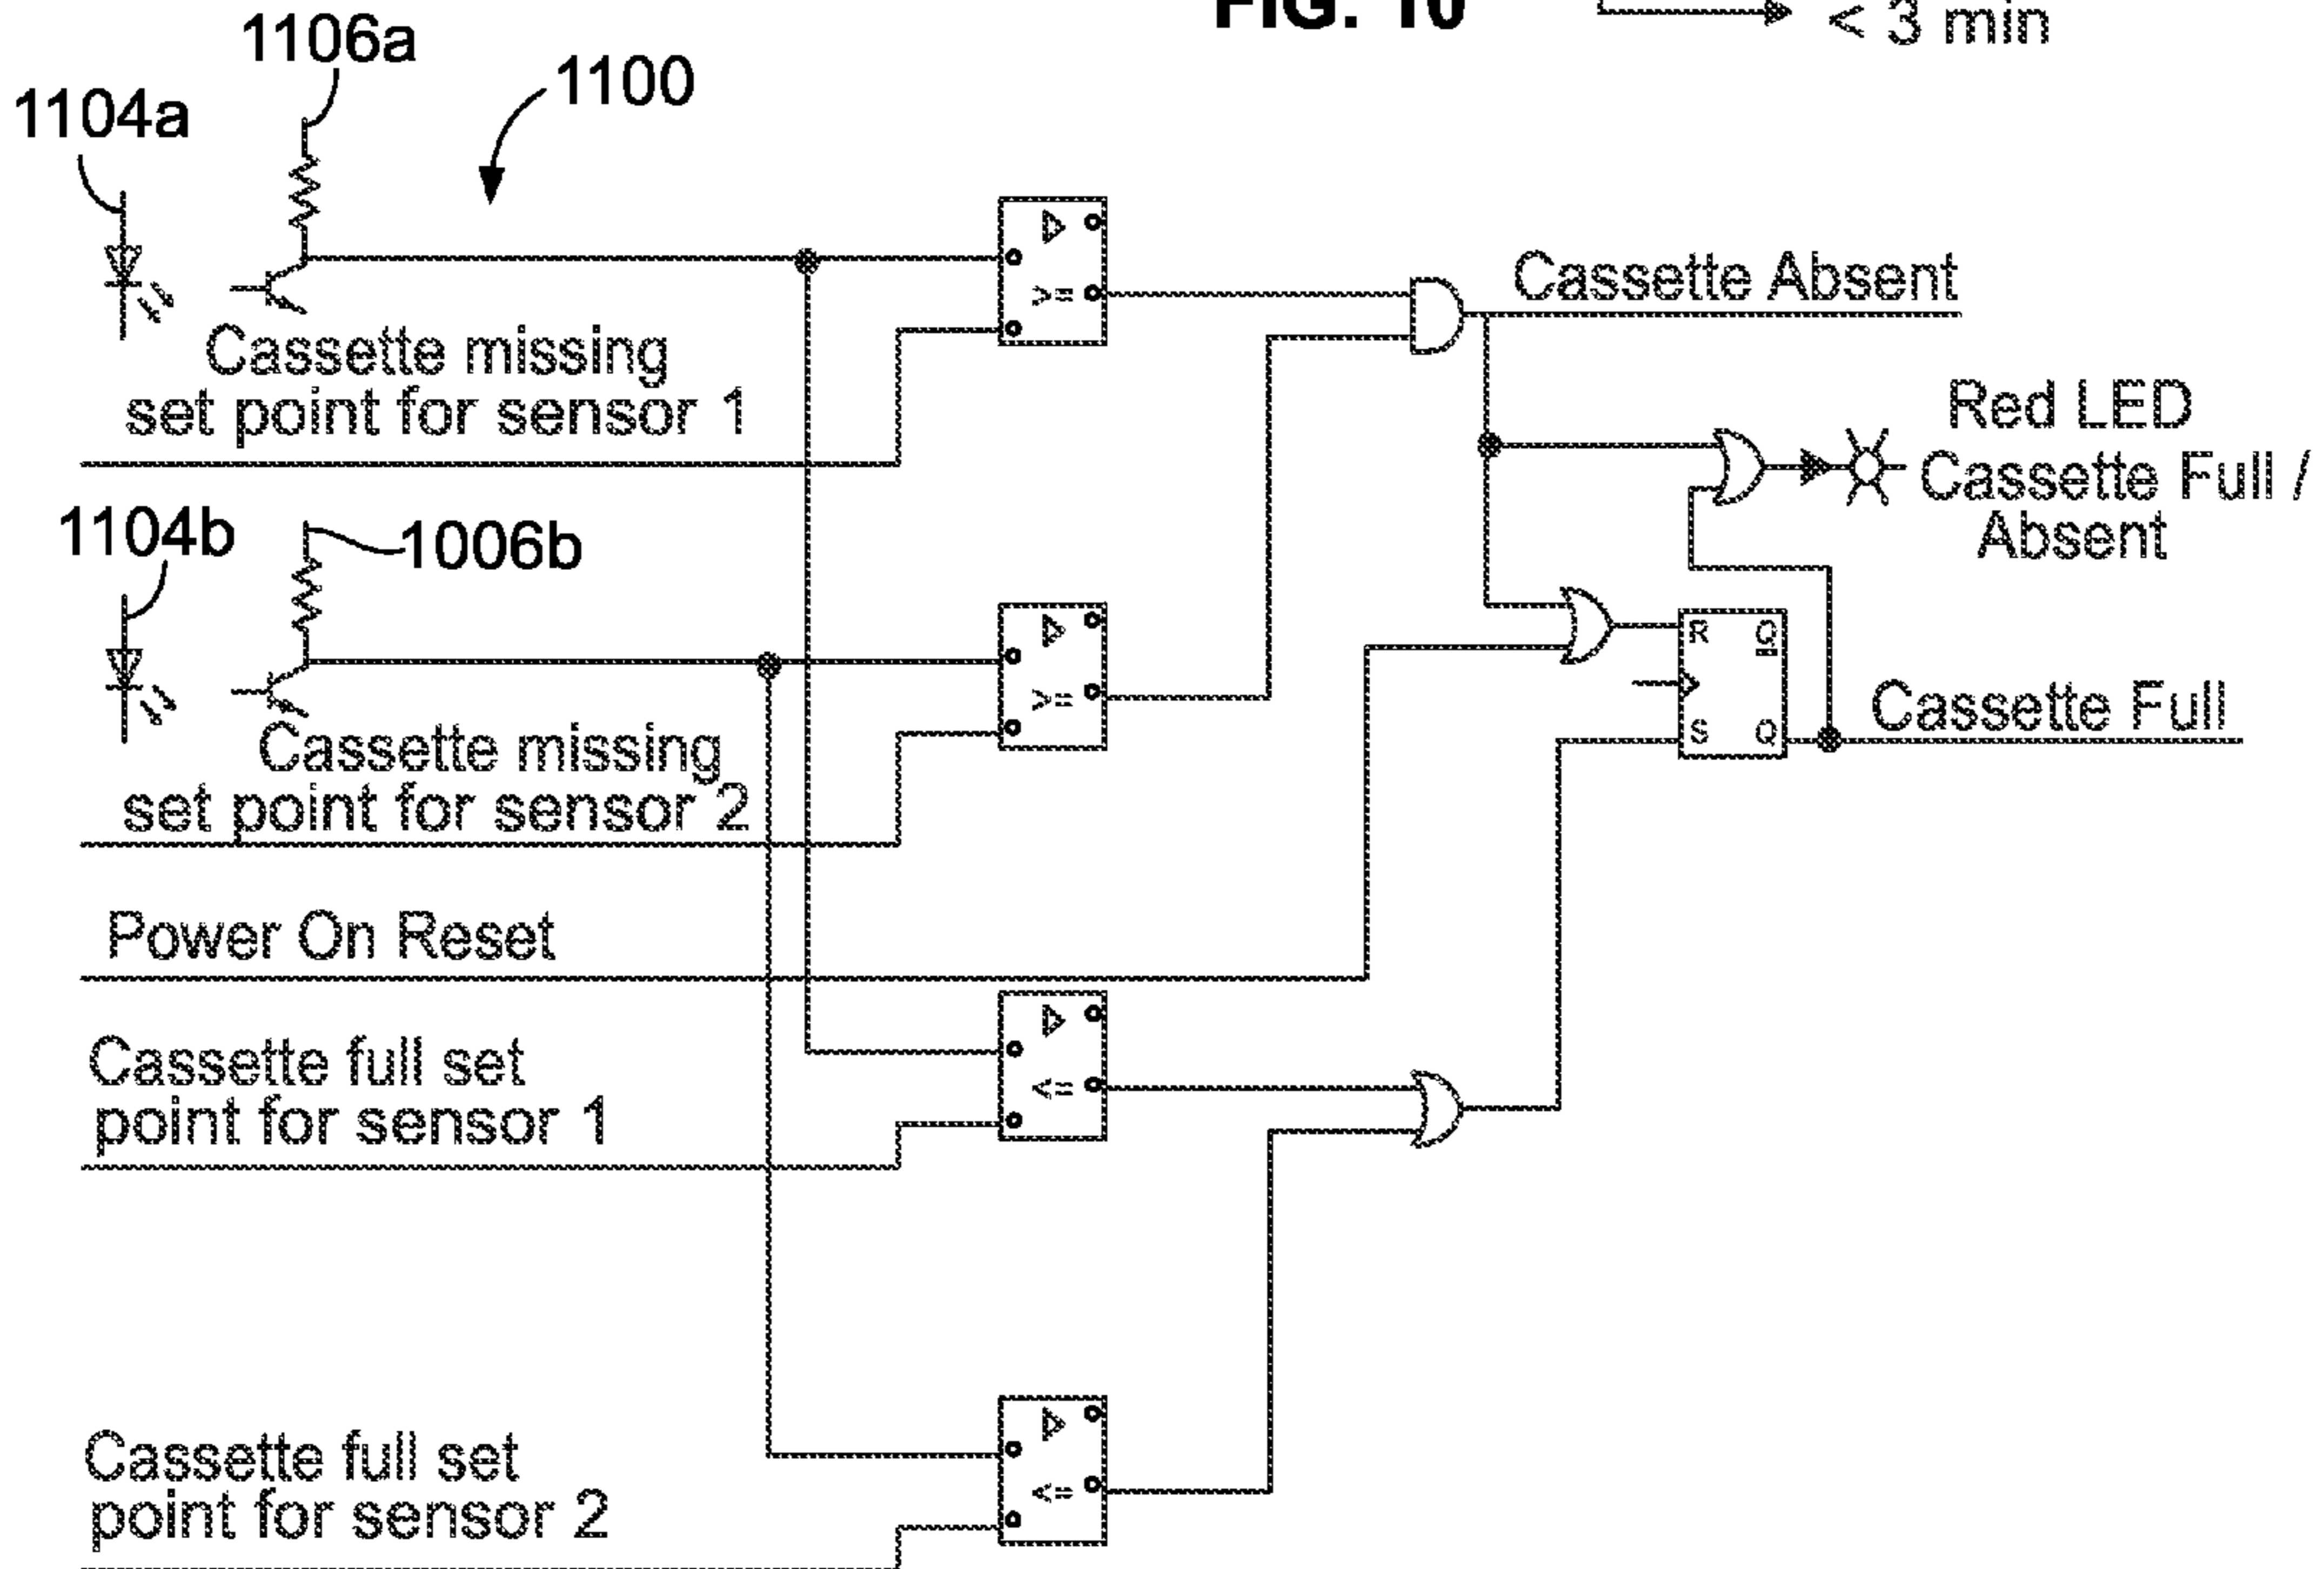 FIG. 10
< 3 min
1106a
1100
1104a
▷
>=
Cassette Absent
Cassette missing
set point for sensor 1
Red LED
Cassette Full /
Absent
1104b
1006b
▷
>=
R Q
S Q
Cassette Full
Cassette missing
set point for sensor 2
Power On Reset
▷
<=
Cassette full set
point for sensor 1
▷
<=
Cassette full set
point for sensor 2